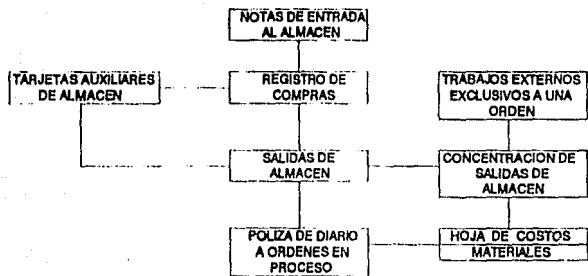 NOTAS DE ENTRADA
AL ALMACEN
TARJETAS AUXILIARES
DE ALMACEN
REGISTRO DE
COMPRAS
TRABAJOS EXTERNOS
EXCLUSIVOS A UNA
ORDEN
SALIDAS DE
ALMACEN
CONCENTRACION DE
SALIDAS DE
ALMACEN
POLIZA DE DIARIO
A ORDENES EN
PROCESO
HOJA DE COSTOS
MATERIALES